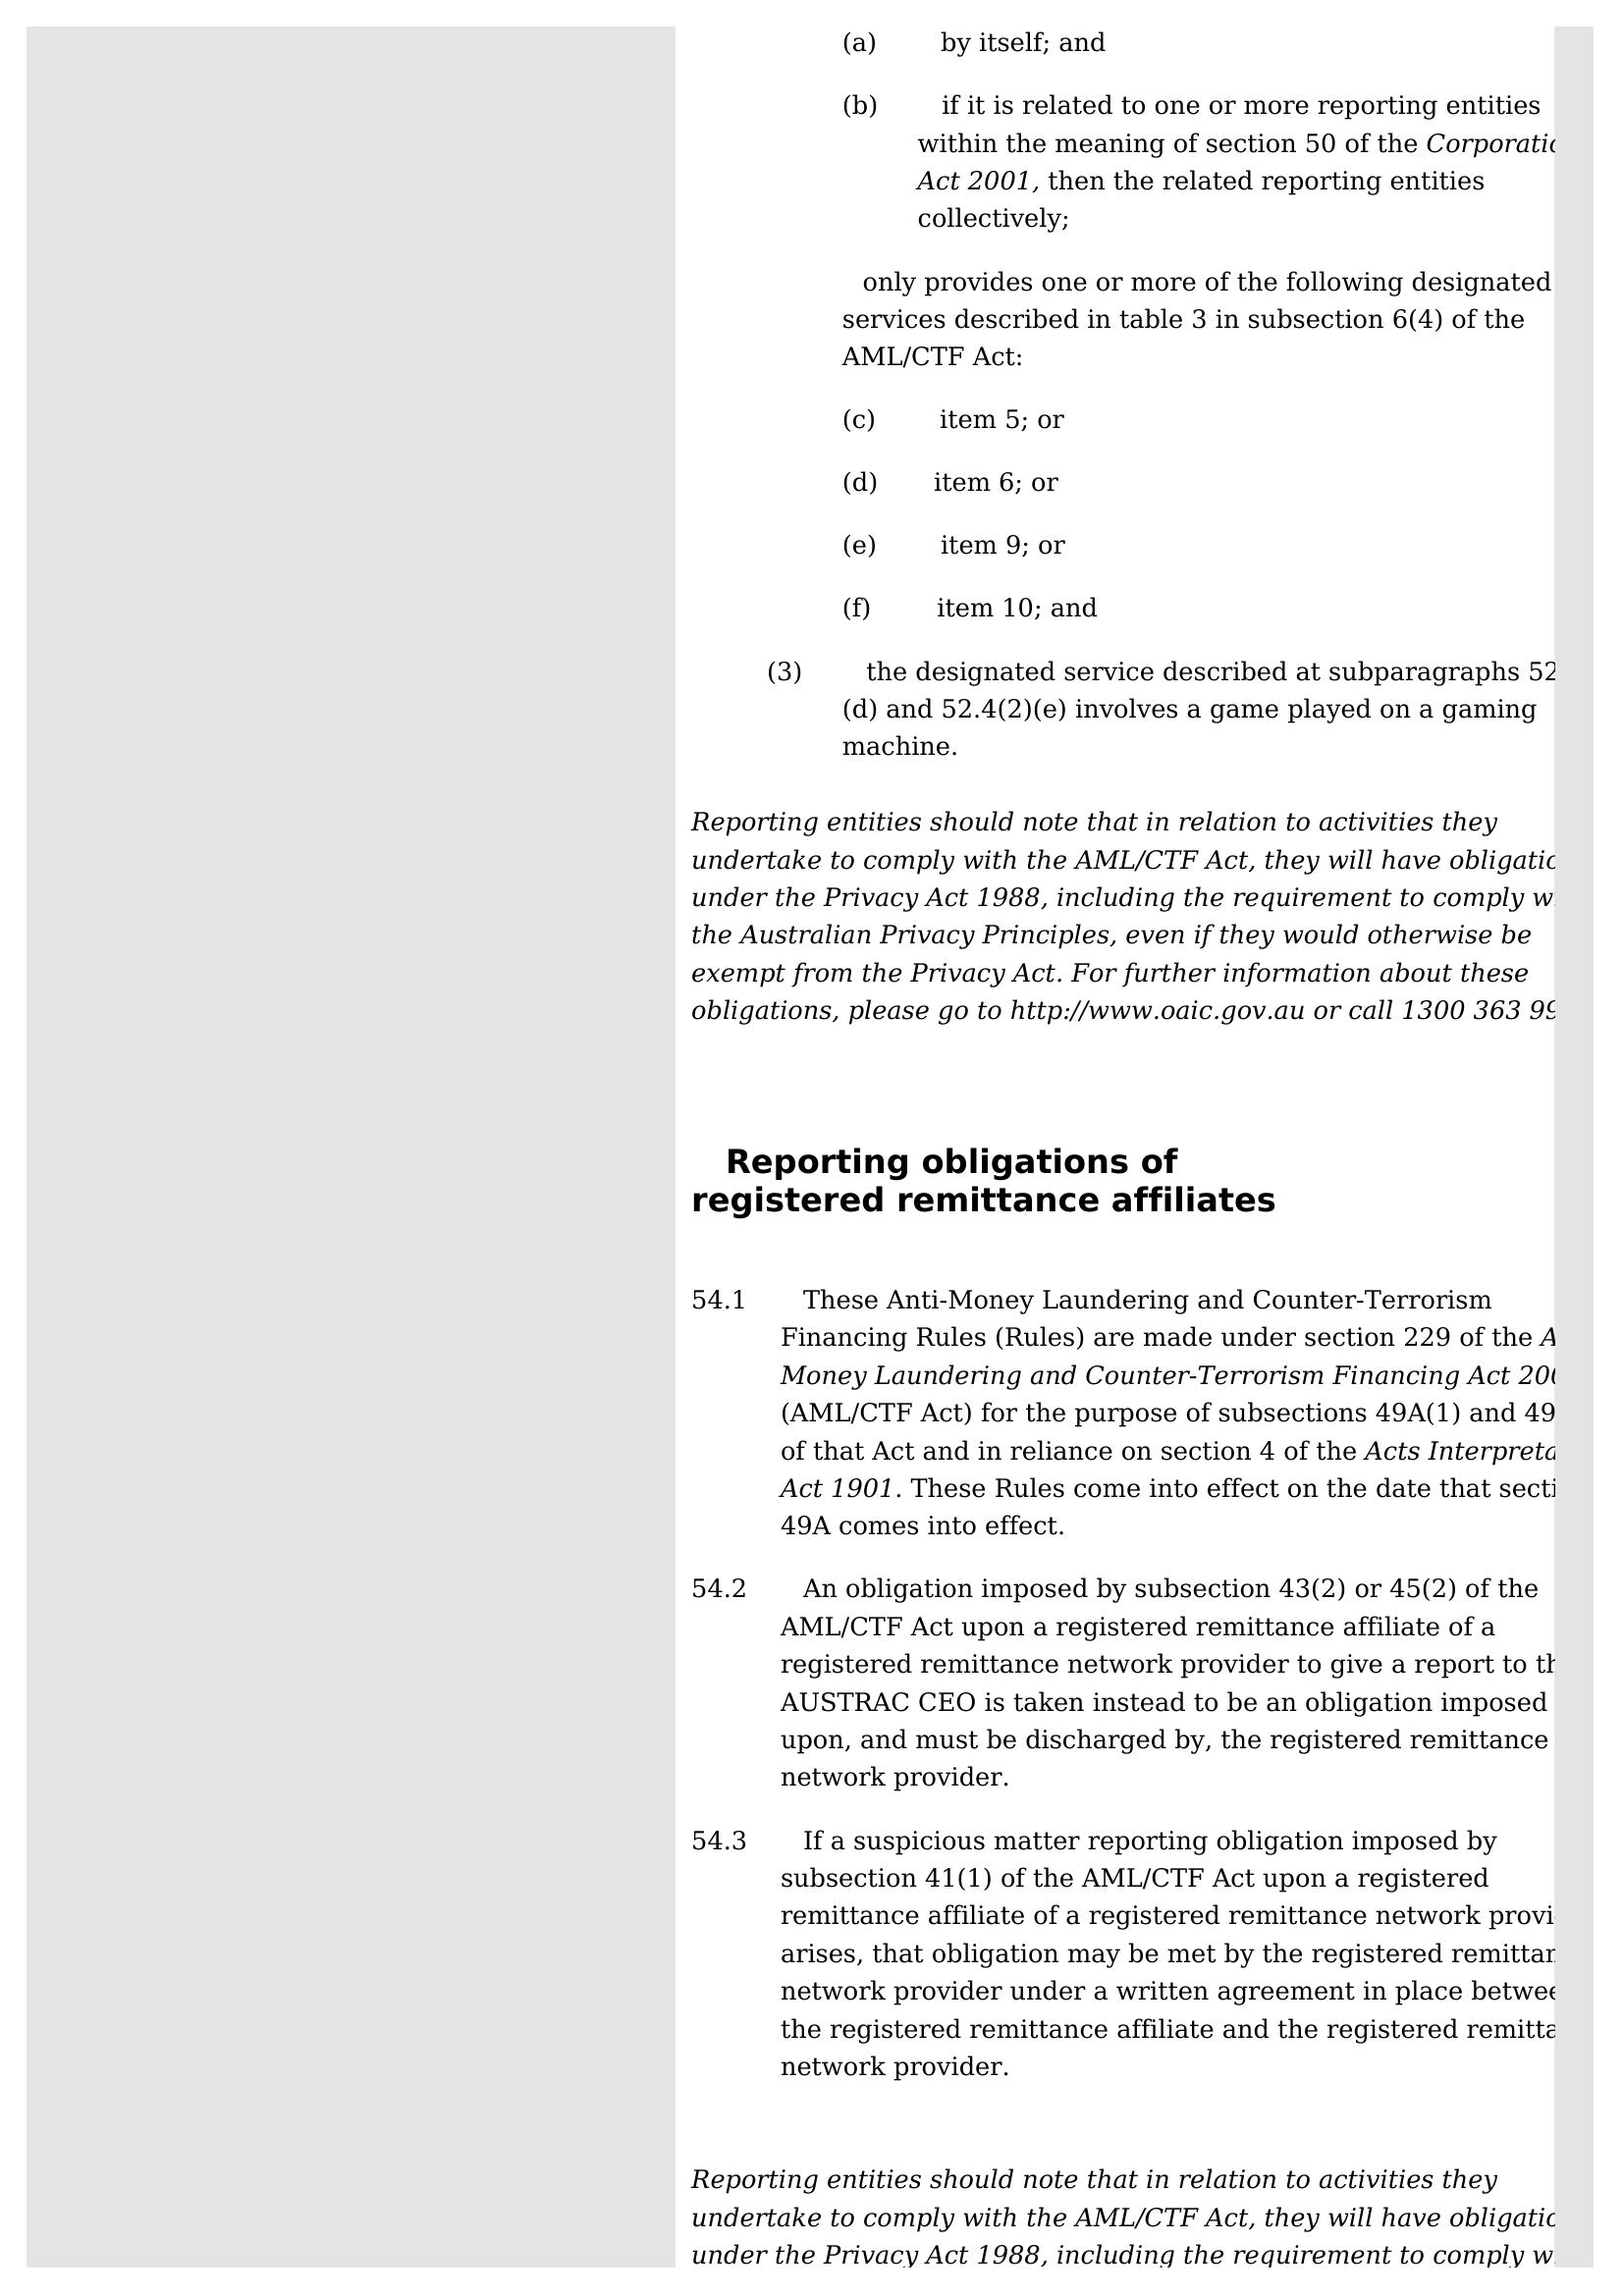 (a) by itself; and
(b) if it is related to one or more reporting entities
within the meaning of section 50 of the
Act 2001, then the related reporting entities
collectively;
only provides one or more of the following designated
services described in table 3 in subsection 6(4) of the
AML/CTF Act:
(c) item 5; or
(d) item 6; or
(e) item 9; or
(f) item 10; and
(3) the designated service described at subparagraphs 52
(d) and 52.4(2)(e) involves a game played on a gaming
machine.
Reporting entities should note that in relation to activities they
undertake to comply with the AML/CTF Act, they will have
under the Privacy Act 1988, including the requirement to comply
the Australian Privacy Principles, even if they would otherwise be
exempt from the Privacy Act. For further information about these
obligations, please go to http://www.oaic.gov.au or call 1300 363 99
Reporting obligations of
registered remittance affiliates
54.1 These Anti-Money Laundering and Counter-Terrorism
Financing Rules (Rules) are made under section 229 of the
Money Laundering and Counter-Terrorism Financing Act
(AML/CTF Act) for the purpose of subsections 49A(1) and 49
of that Act and in reliance on section 4 of the Acts
Act 1901. These Rules come into effect on the date that
49A comes into effect.
54.2 An obligation imposed by subsection 43(2) or 45(2) of the
AML/CTF Act upon a registered remittance affiliate of a
registered remittance network provider to give a report to
AUSTRAC CEO is taken instead to be an obligation imposed
upon, and must be discharged by, the registered remittance
network provider.
54.3 If a suspicious matter reporting obligation imposed by
subsection 41(1) of the AML/CTF Act upon a registered
remittance affiliate of a registered remittance network
arises, that obligation may be met by the registered
network provider under a written agreement in place
the registered remittance affiliate and the registered
network provider.
Reporting entities should note that in relation to activities they
undertake to comply with the AML/CTF Act, they will have
under the Privacy Act 1988, including the requirement to comply